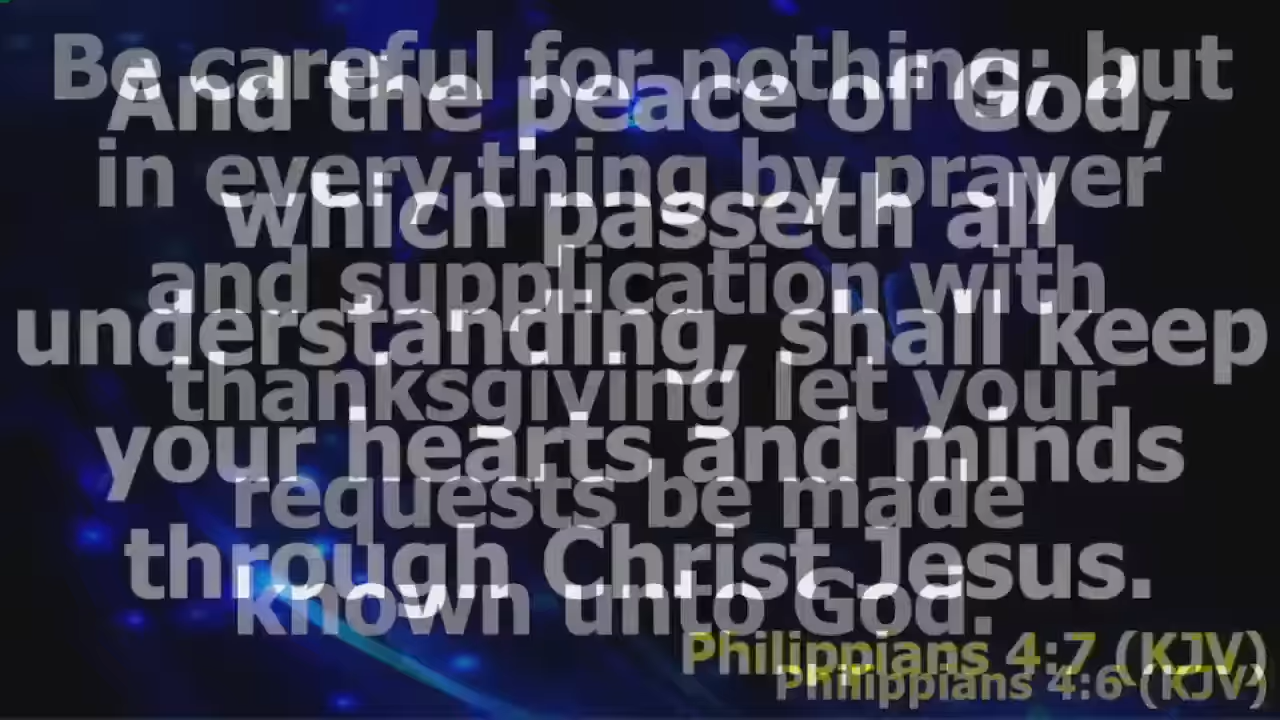 Be careful for nothing; but
in every thing by prayer
and supplication with
thanksgiving let your
requests be made
known unto God.
Philippians 4:6 (KJV)
And the peace of God,
which passeth all
understanding, shall keep
your hearts and minds
through Christ Jesus.
Philippians 4:7 (KJV)